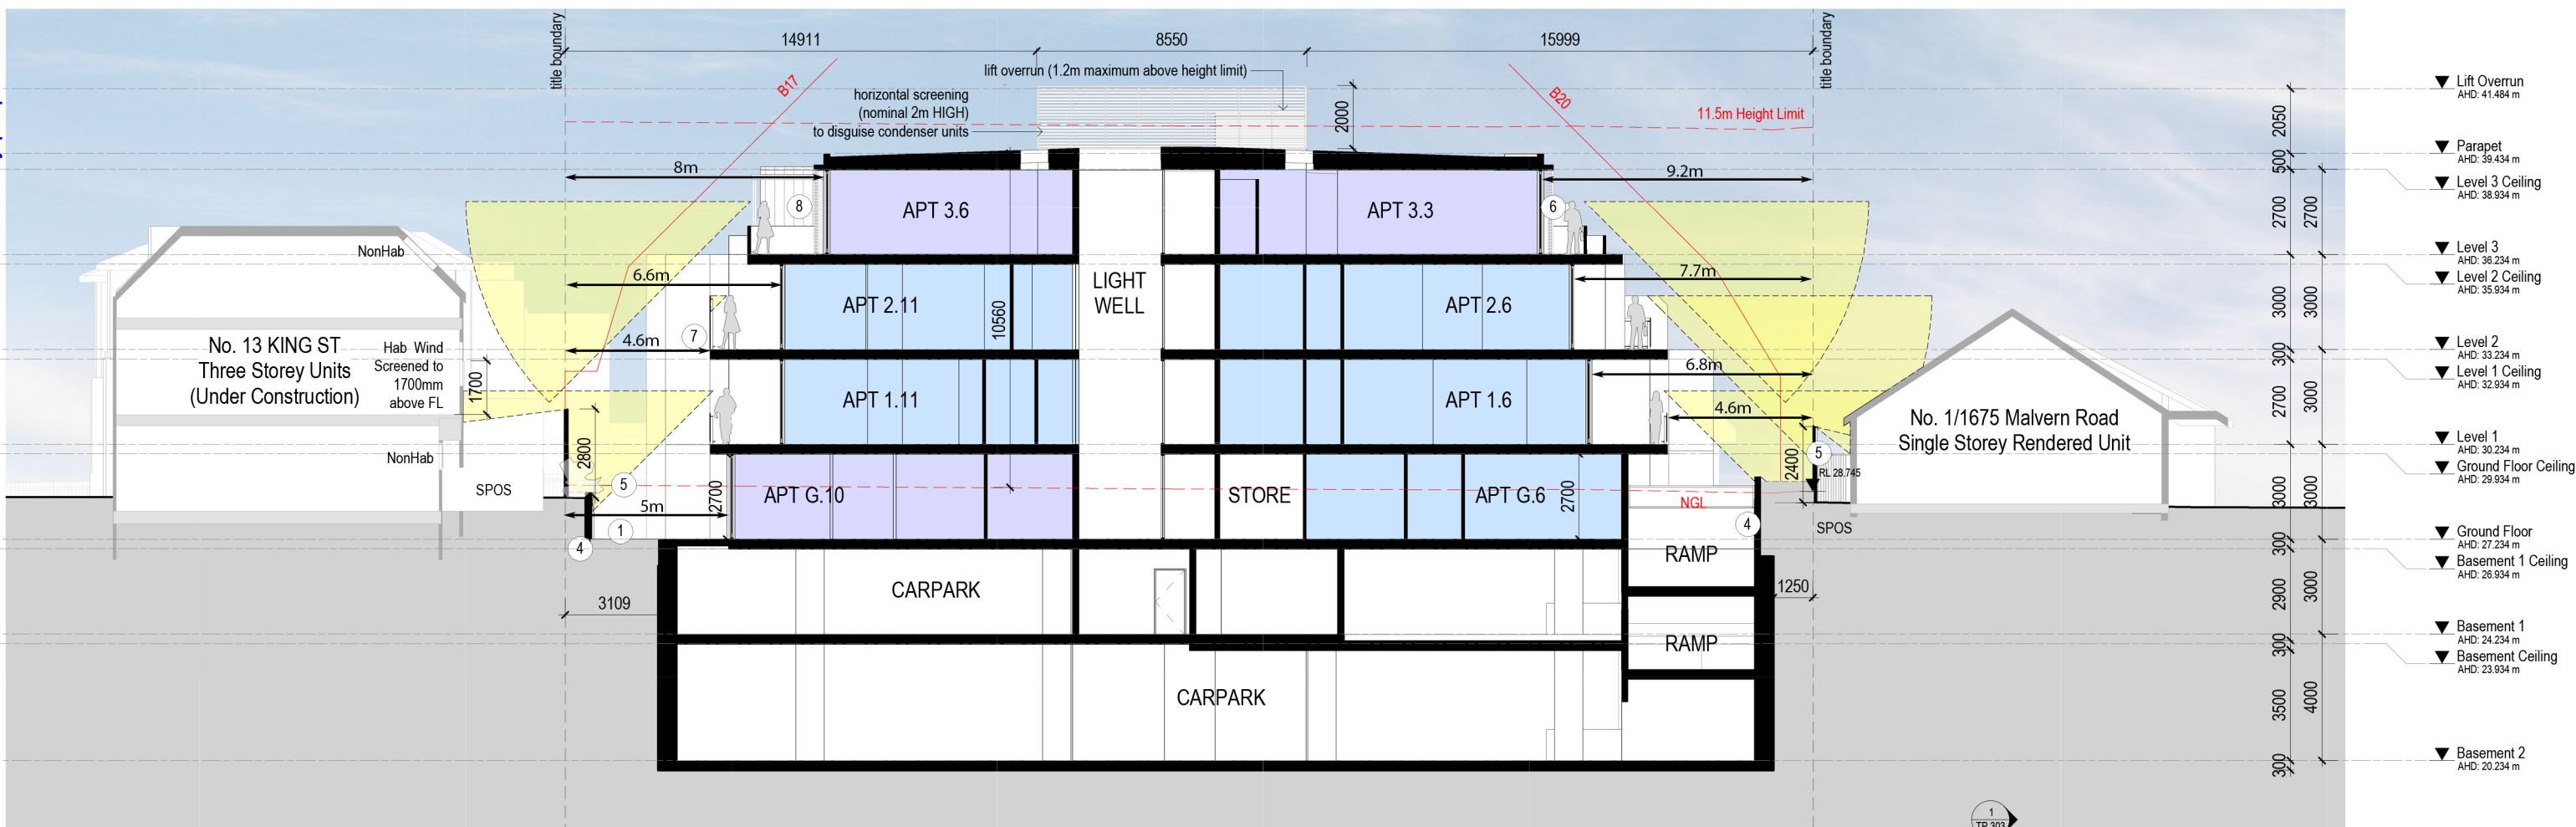 title boundary
14911
8550
15999
title boundary
B17
lift overrun (1.2m maximum above height limit)
B20
horizontal screening
(nominal 2m HIGH)
to disguise condenser units
2000
11.5m Height Limit
8m
9.2m
8
APT 3.6
APT 3.3
6
NonHab
6.6m
7.7m
LIGHT
WELL
APT 2.11
APT 2.6
10560
7
4.6m
No. 13 KING ST
Three Storey Units
(Under Construction)
Hab Wind
Screened to
1700mm
above FL
1700
6.8m
APT 1.11
APT 1.6
4.6m
No. 1/1675 Malvern Road
Single Storey Rendered Unit
NonHab
2800
2400
5
RL 28.745
SPOS
5
5m
2700
APT G.10
STORE
APT G.6
2700
NGL
1
4
4
SPOS
RAMP
CARPARK
3109
1250
RAMP
CARPARK
2050
500
2700
2700
3000
3000
300
2700
3000
3000
3000
300
2900
3000
300
3500
4000
300
Lift Overrun
AHD: 41.484 m
Parapet
AHD: 39.434 m
Level 3 Ceiling
AHD: 38.934 m
Level 3
AHD: 36.234 m
Level 2 Ceiling
AHD: 35.934 m
Level 2
AHD: 33.234 m
Level 1 Ceiling
AHD: 32.934 m
Level 1
AHD: 30.234 m
Ground Floor Ceiling
AHD: 29.934 m
Ground Floor
AHD: 27.234 m
Basement 1 Ceiling
AHD: 26.934 m
Basement 1
AHD: 24.234 m
Basement Ceiling
AHD: 23.934 m
Basement 2
AHD: 20.234 m
1
TP 303